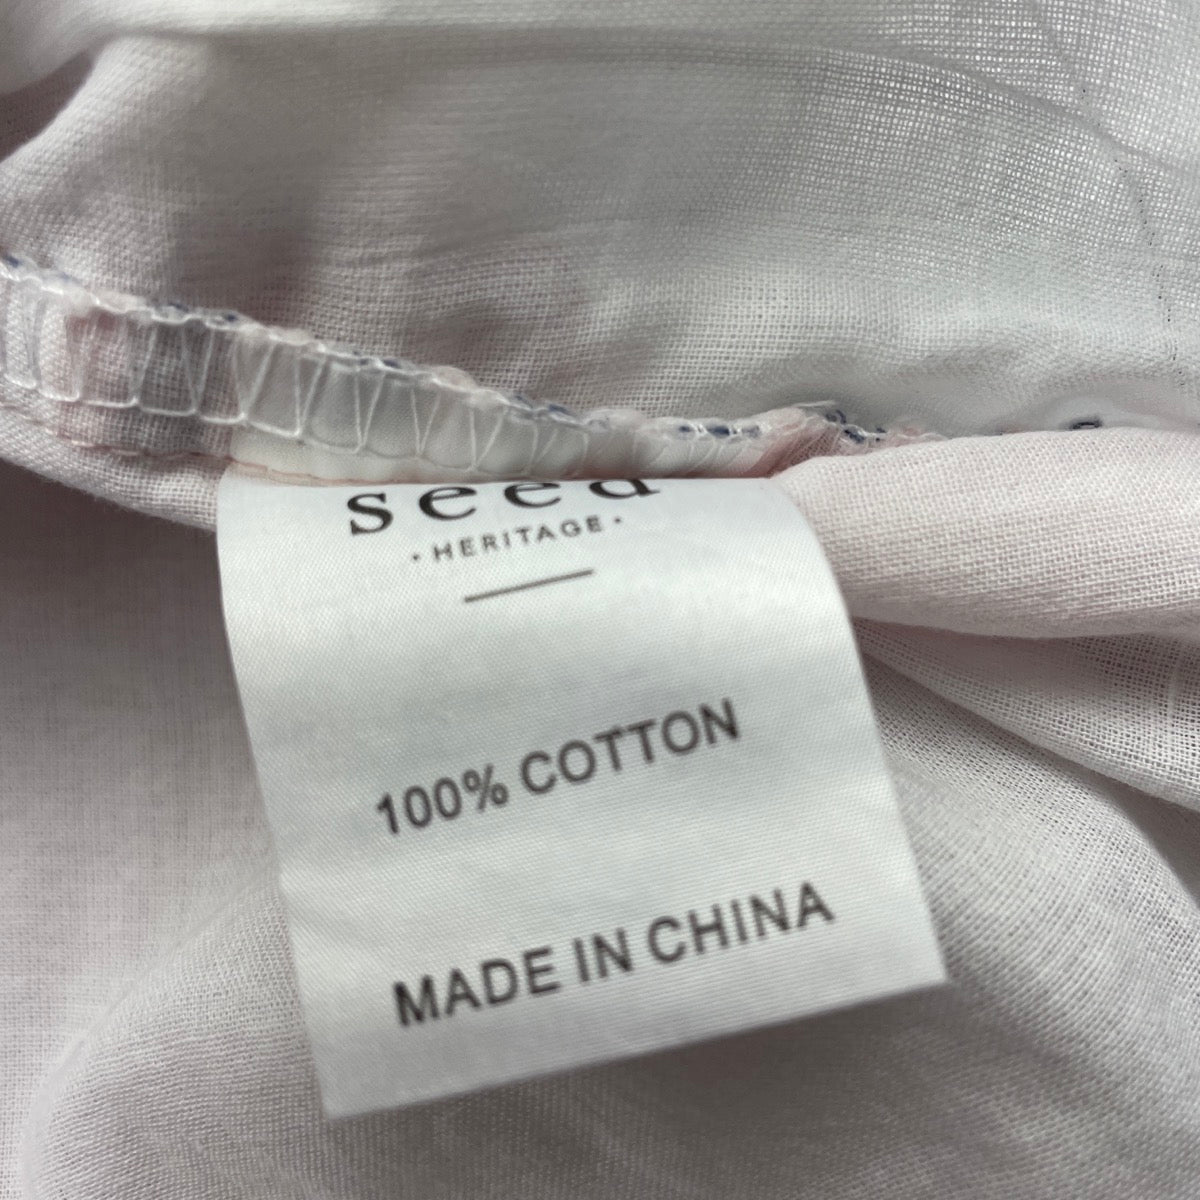 seed
• HERITAGE •
100% COTTON
MADE IN CHINA